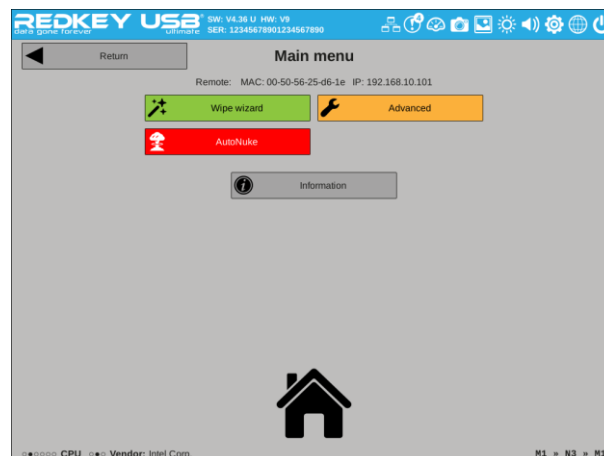 REDKEY USB
data gone forever
ultimate
SW: V4.36 U HW: V9
SER: 12345678901234567890
Return
Main menu
Remote: MAC: 00-50-56-25-d6-1e IP: 192.168.10.101
Wipe wizard
Advanced
AutoNuke
Information
CPU
Vendor: Intel Corp.
M1 » N3 » M1